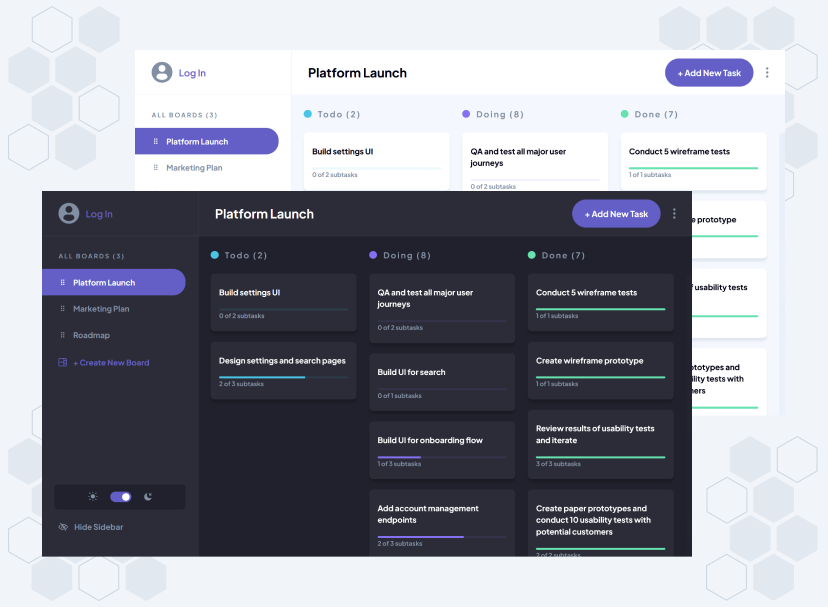 Log In
Platform Launch
+ Add New Task
ALL BOARDS (3)
Platform Launch
Marketing Plan
Todo (2)
Build settings UI
0 of 2 subtasks
Doing (8)
QA and test all major user
journeys
0 of 2 subtasks
Done (7)
Conduct 5 wireframe tests
1 of 1 subtasks
e prototype
usability tests
ototypes and
ility tests with
ners
Log In
Platform Launch
+ Add New Task
ALL BOARDS (3)
Platform Launch
Marketing Plan
Roadmap
+ Create New Board
Hide Sidebar
Todo (2)
Build settings UI
0 of 2 subtasks
Design settings and search pages
2 of 3 subtasks
Doing (8)
QA and test all major user
journeys
0 of 2 subtasks
Build UI for search
0 of 1 subtasks
Build UI for onboarding flow
1 of 3 subtasks
Add account management
endpoints
2 of 3 subtasks
Done (7)
Conduct 5 wireframe tests
1 of 1 subtasks
Create wireframe prototype
1 of 1 subtasks
Review results of usability tests
and iterate
3 of 3 subtasks
Create paper prototypes and
conduct 10 usability tests with
potential customers
2 of 2 subtasks